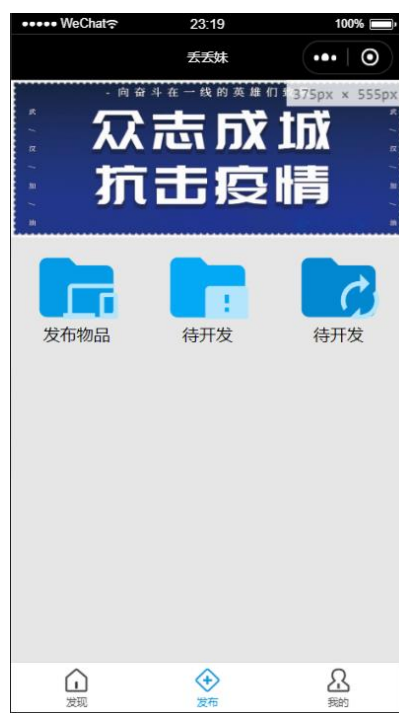 WeChat
23:19
100%
丢丢妹
- 向奋斗在一线的英雄们
375px × 555px
众志成城
抗击疫情
发布物品
待开发
待开发
发现
发布
我的